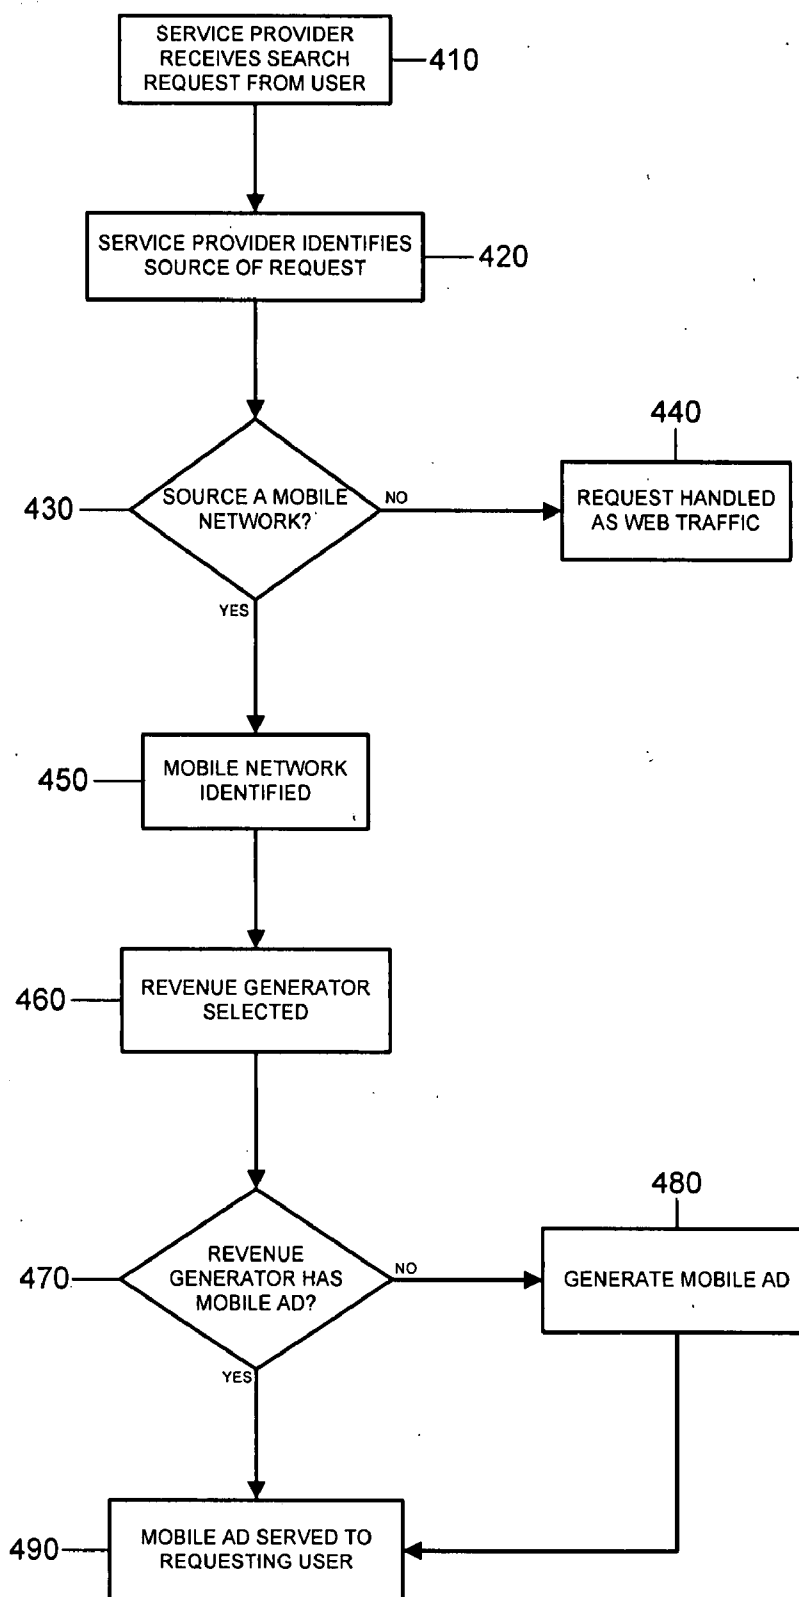 SERVICE PROVIDER
RECEIVES SEARCH
REQUEST FROM USER
410
SERVICE PROVIDER IDENTIFIES
SOURCE OF REQUEST
420
440
430
SOURCE A MOBILE
NETWORK?
NO
REQUEST HANDLED
AS WEB TRAFFIC
YES
450
MOBILE NETWORK
IDENTIFIED
460
REVENUE GENERATOR
SELECTED
480
470
REVENUE
GENERATOR HAS
MOBILE AD?
NO
GENERATE MOBILE AD
YES
490
MOBILE AD SERVED TO
REQUESTING USER